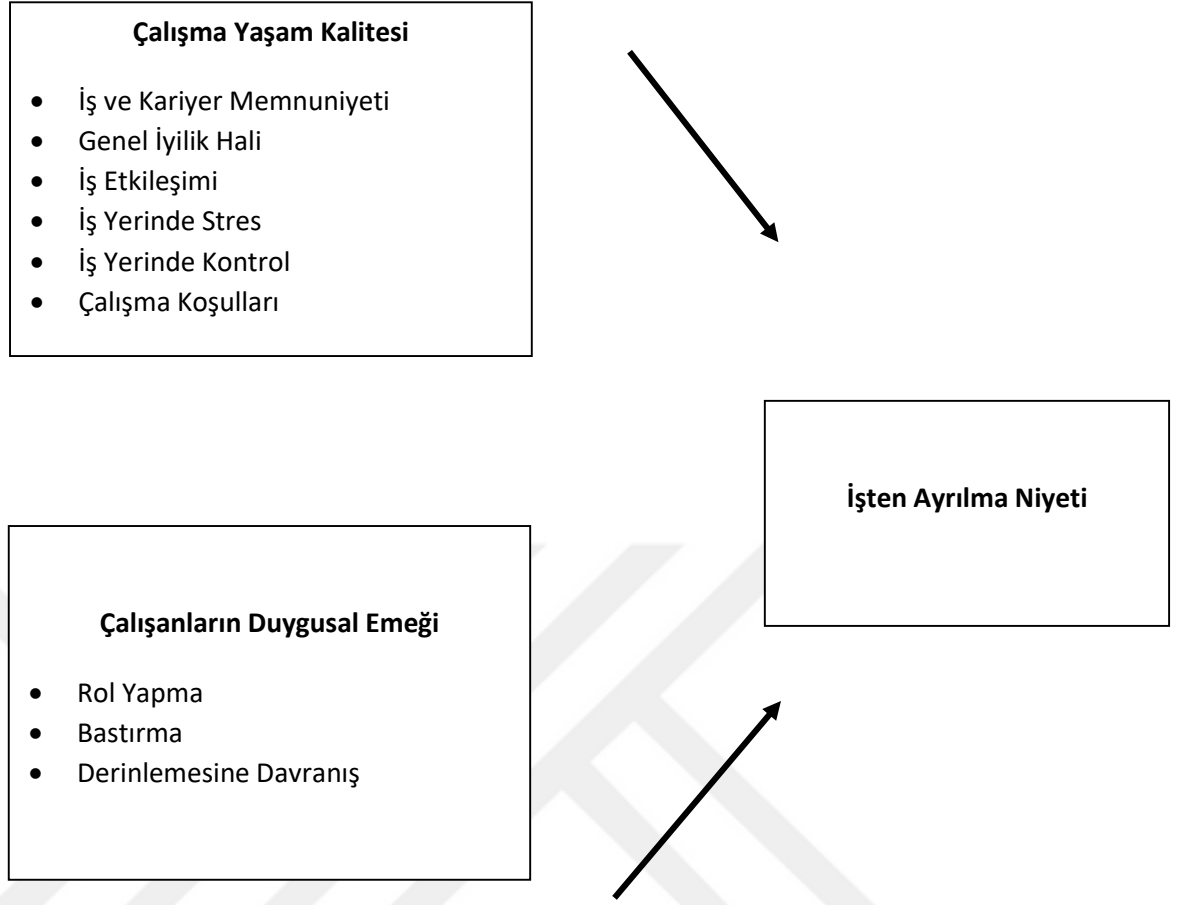 Çalışma Yaşam Kalitesi
• İş ve Kariyer Memnuniyeti
• Genel İyilik Hali
• İş Etkileşimi
• İş Yerinde Stres
• İş Yerinde Kontrol
• Çalışma Koşulları
İşten Ayrılma Niyeti
Çalışanların Duygusal Emeği
• Rol Yapma
• Bastırma
• Derinlemesine Davranış